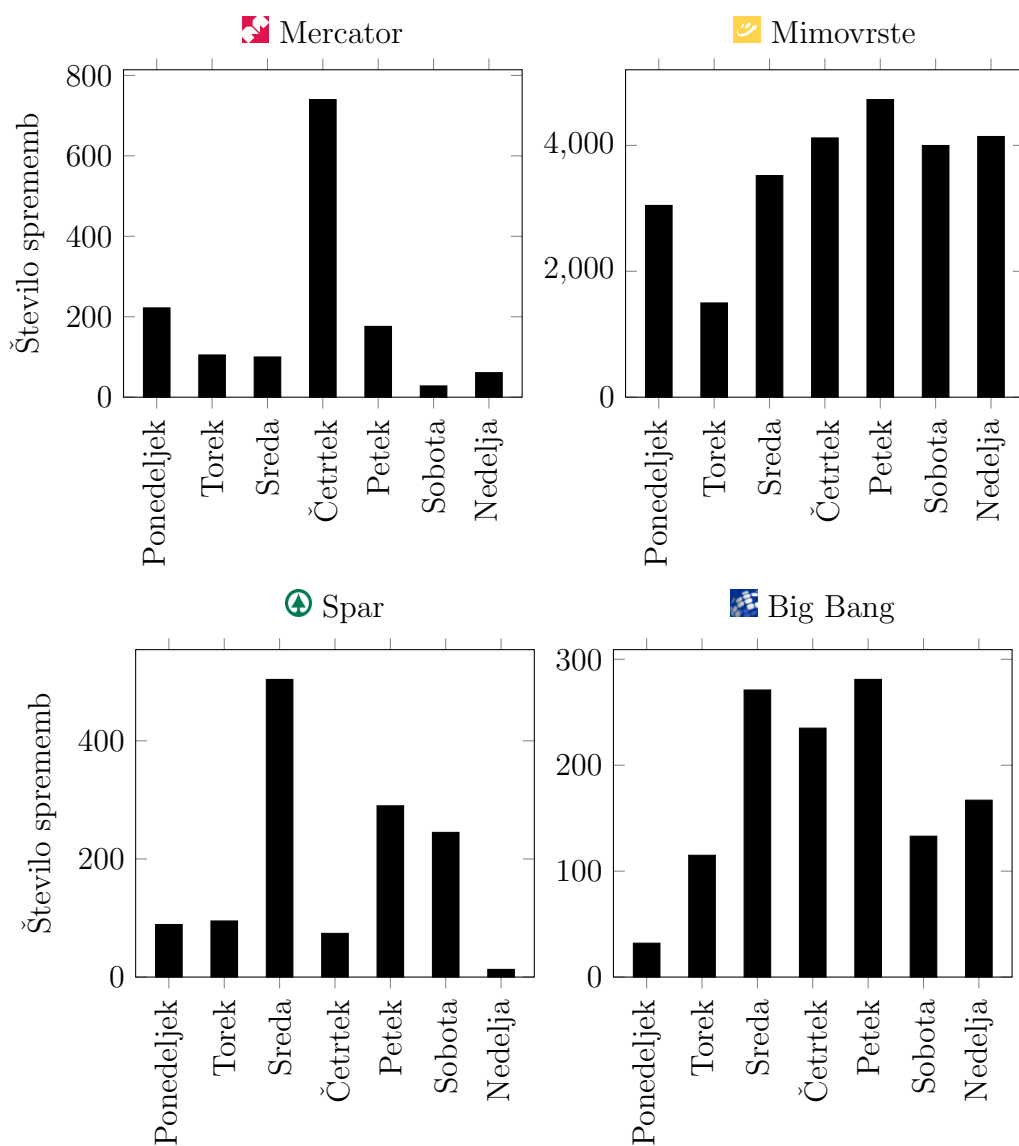 Mercator
Število sprememb
800
600
400
200
0
Ponedeljek
Torek
Sreda
Četrtek
Petek
Sobota
Nedelja
Mimovrste
4,000
2,000
0
Ponedeljek
Torek
Sreda
Četrtek
Petek
Sobota
Nedelja
Spar
Število sprememb
400
200
0
Ponedeljek
Torek
Sreda
Četrtek
Petek
Sobota
Nedelja
Big Bang
300
200
100
0
Ponedeljek
Torek
Sreda
Četrtek
Petek
Sobota
Nedelja